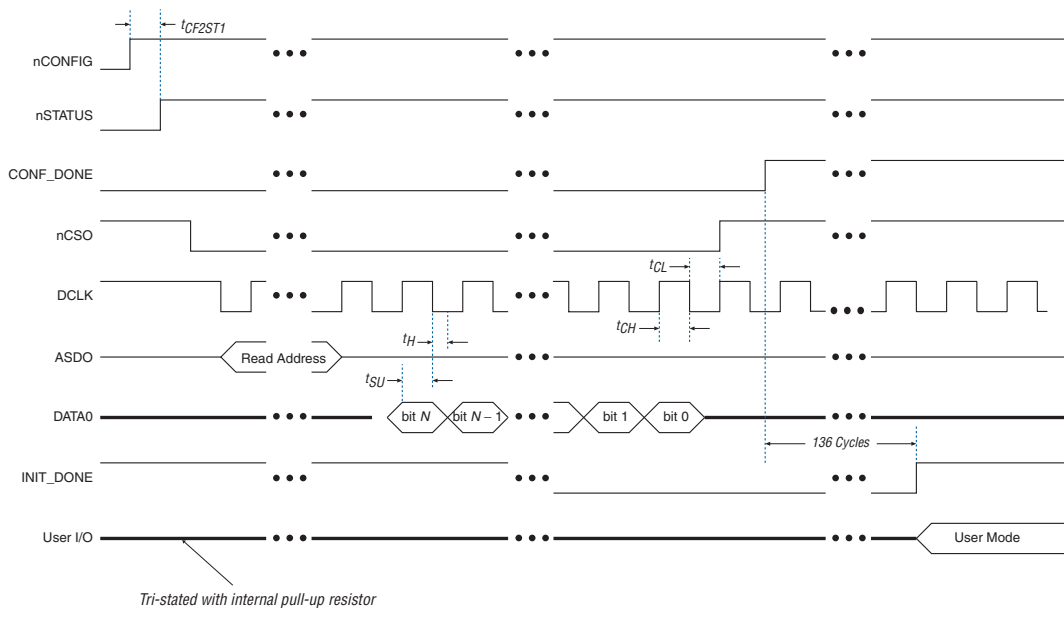 tCF2ST1
nCONFIG
nSTATUS
CONF_DONE
nCSO
tCL
DCLK
tCH
tH
ASDO
Read Address
tSU
DATA0
bit N
bit N – 1
bit 1
bit 0
136 Cycles
INIT_DONE
User I/O
User Mode
Tri-stated with internal pull-up resistor